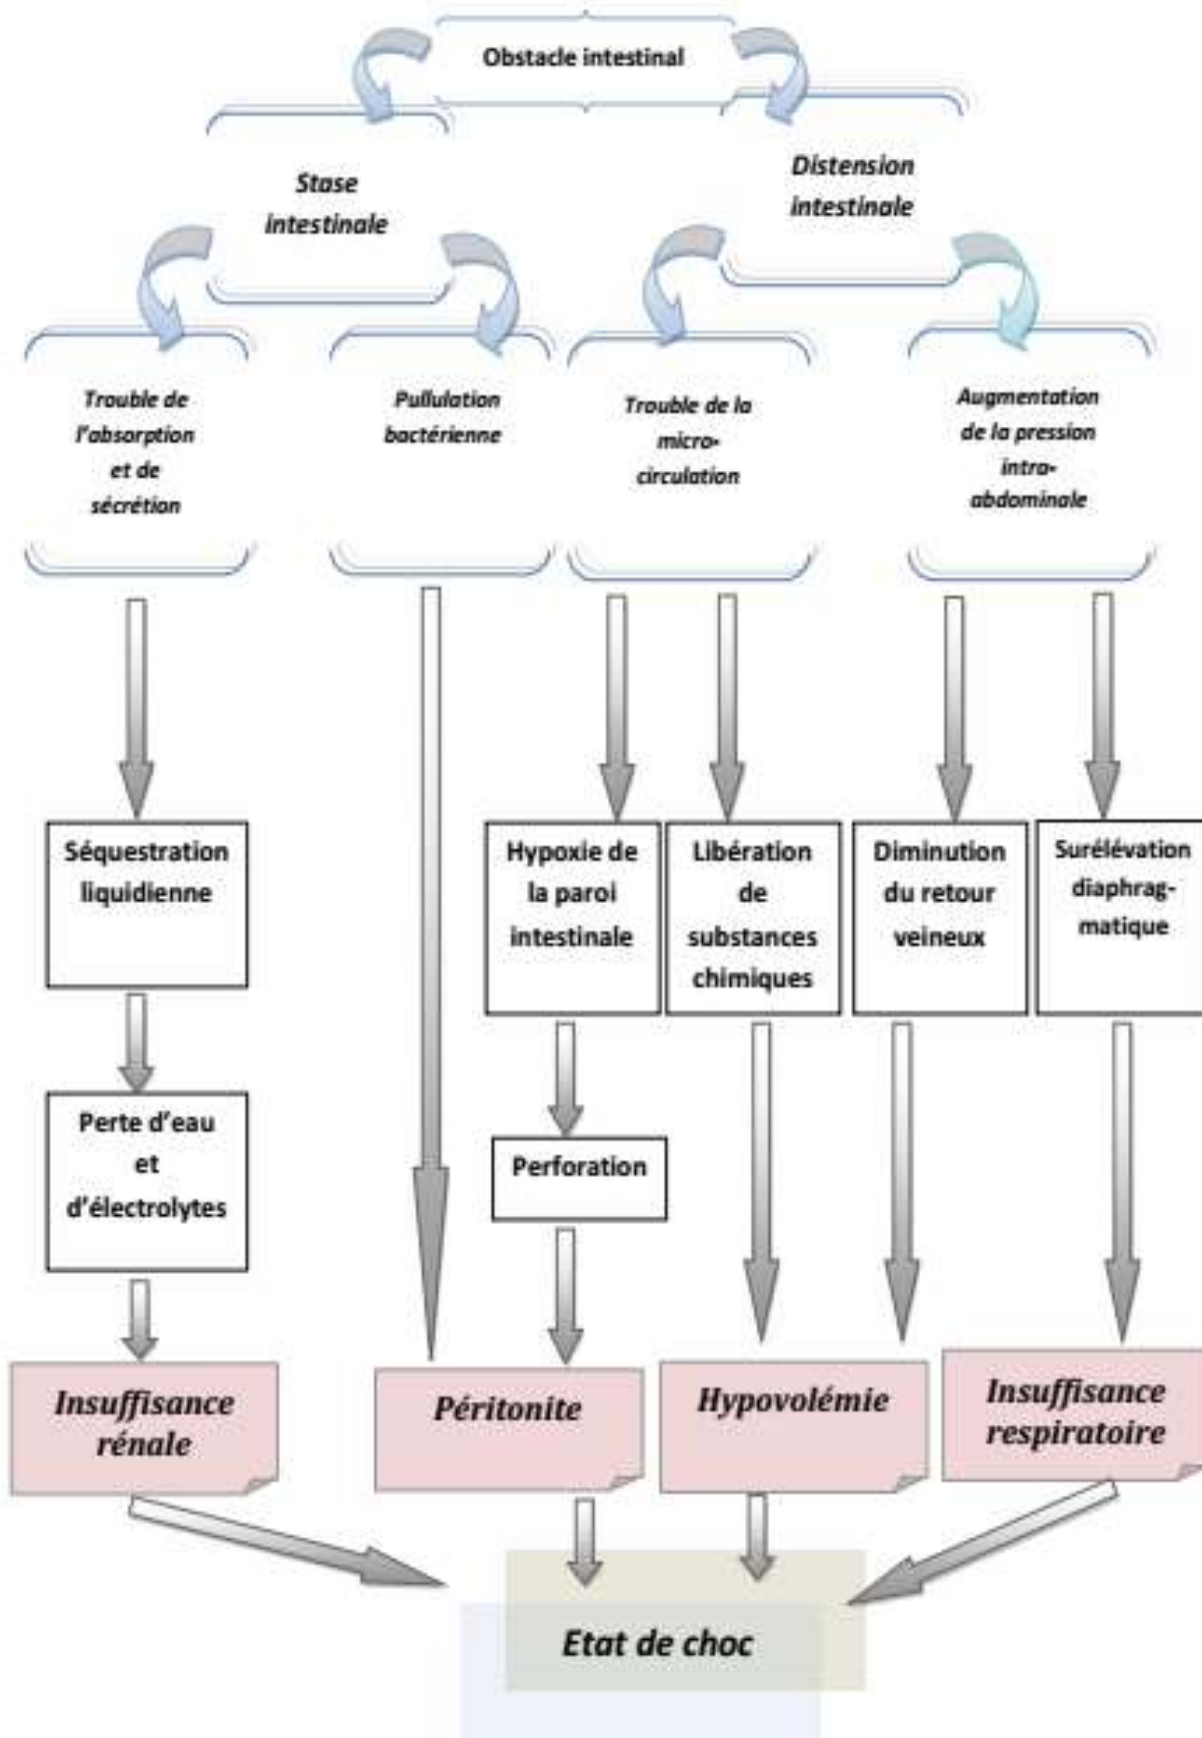 Obstacle intestinal
Stase
intestinale
Distension
intestinale
Trouble de
l'absorption
et de
sécrétion
Pullulation
bactérienne
Trouble de la
micro-
circulation
Augmentation
de la pression
intra-
abdominale
Séquestration
liquidienne
Hypoxie de
la paroi
intestinale
Libération
de
substances
chimiques
Diminution
du retour
veineux
Surélévation
diaphrag-
matique
Perte d'eau
et
d'électrolytes
Perforation
Insuffisance
rénale
Péritonite
Hypovolémie
Insuffisance
respiratoire
Etat de choc